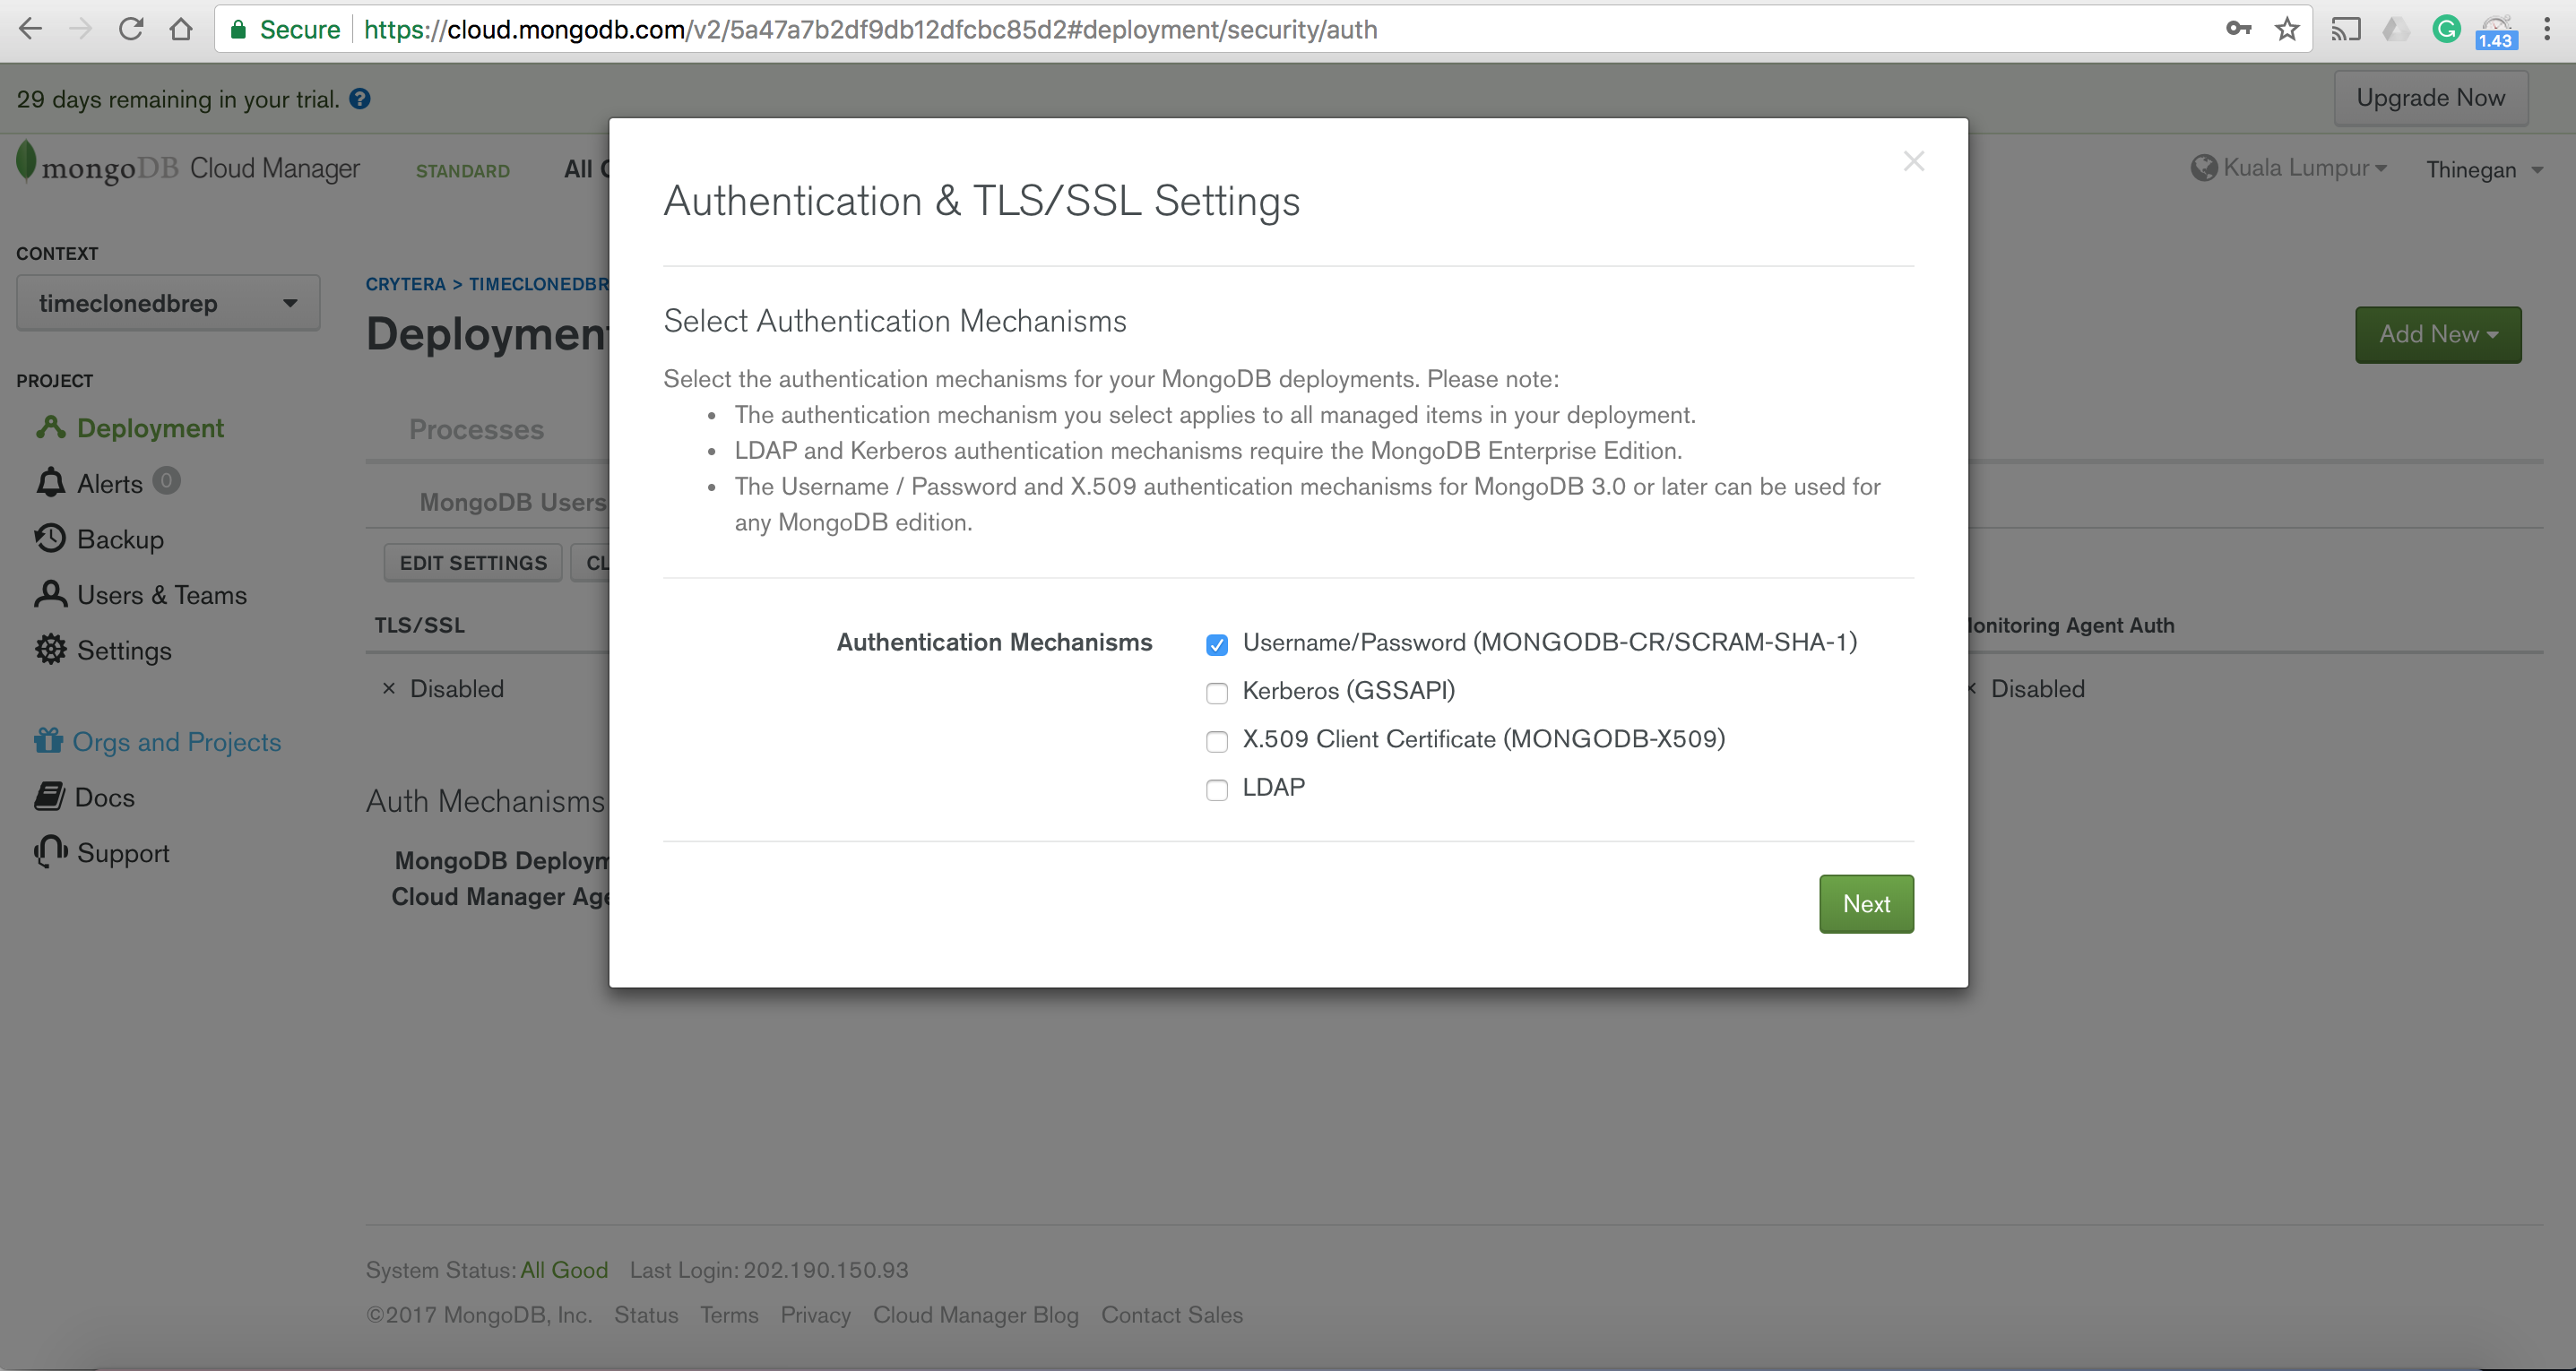 Secure https://cloud.mongodb.com/v2/5a47a7b2df9db12dfcbc85d2#deployment/security/auth
1.43
29 days remaining in your trial. ?
Upgrade Now
mongoDB Cloud Manager STANDARD All
Kuala Lumpur Thinegan
CONTEXT
timeclonedbrep
PROJECT
Deployment
Alerts 0
Backup
Users & Teams
Settings
Orgs and Projects
Docs
Support
CRYTERA > TIMECLONEDBR
Deploymen
Add New
Processes
MongoDB Users
EDIT SETTINGS CL
TLS/SSL
× Disabled
Auth Mechanisms
MongoDB Deploym
Cloud Manager Age
Authentication & TLS/SSL Settings
Select Authentication Mechanisms
Select the authentication mechanisms for your MongoDB deployments. Please note:
• The authentication mechanism you select applies to all managed items in your deployment.
• LDAP and Kerberos authentication mechanisms require the MongoDB Enterprise Edition.
• The Username / Password and X.509 authentication mechanisms for MongoDB 3.0 or later can be used for
any MongoDB edition.
Authentication Mechanisms
Username/Password (MONGODB-CR/SCRAM-SHA-1)
Kerberos (GSSAPI)
X.509 Client Certificate (MONGODB-X509)
LDAP
Next
onitoring Agent Auth
Disabled
System Status: All Good Last Login: 202.190.150.93
©2017 MongoDB, Inc. Status Terms Privacy Cloud Manager Blog Contact Sales